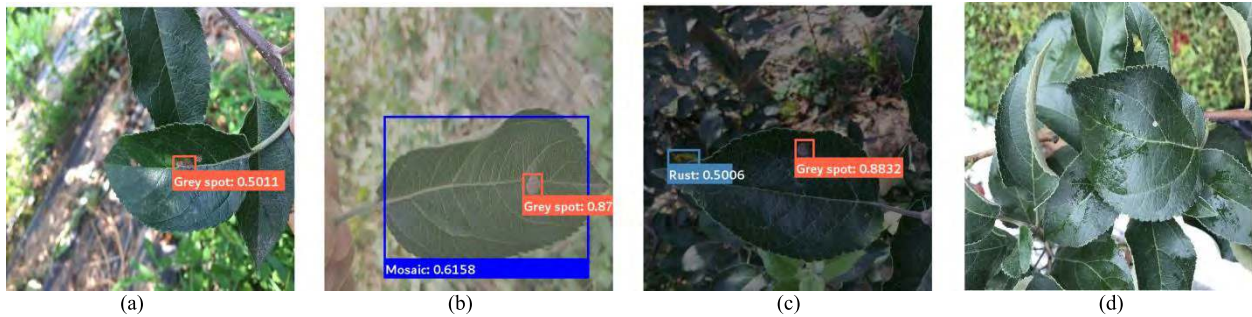 Grey spot: 0.5011
Grey spot: 0.87
Mosaic: 0.6158
Rust: 0.5006
Grey spot: 0.8832
(a)
(b)
(c)
(d)